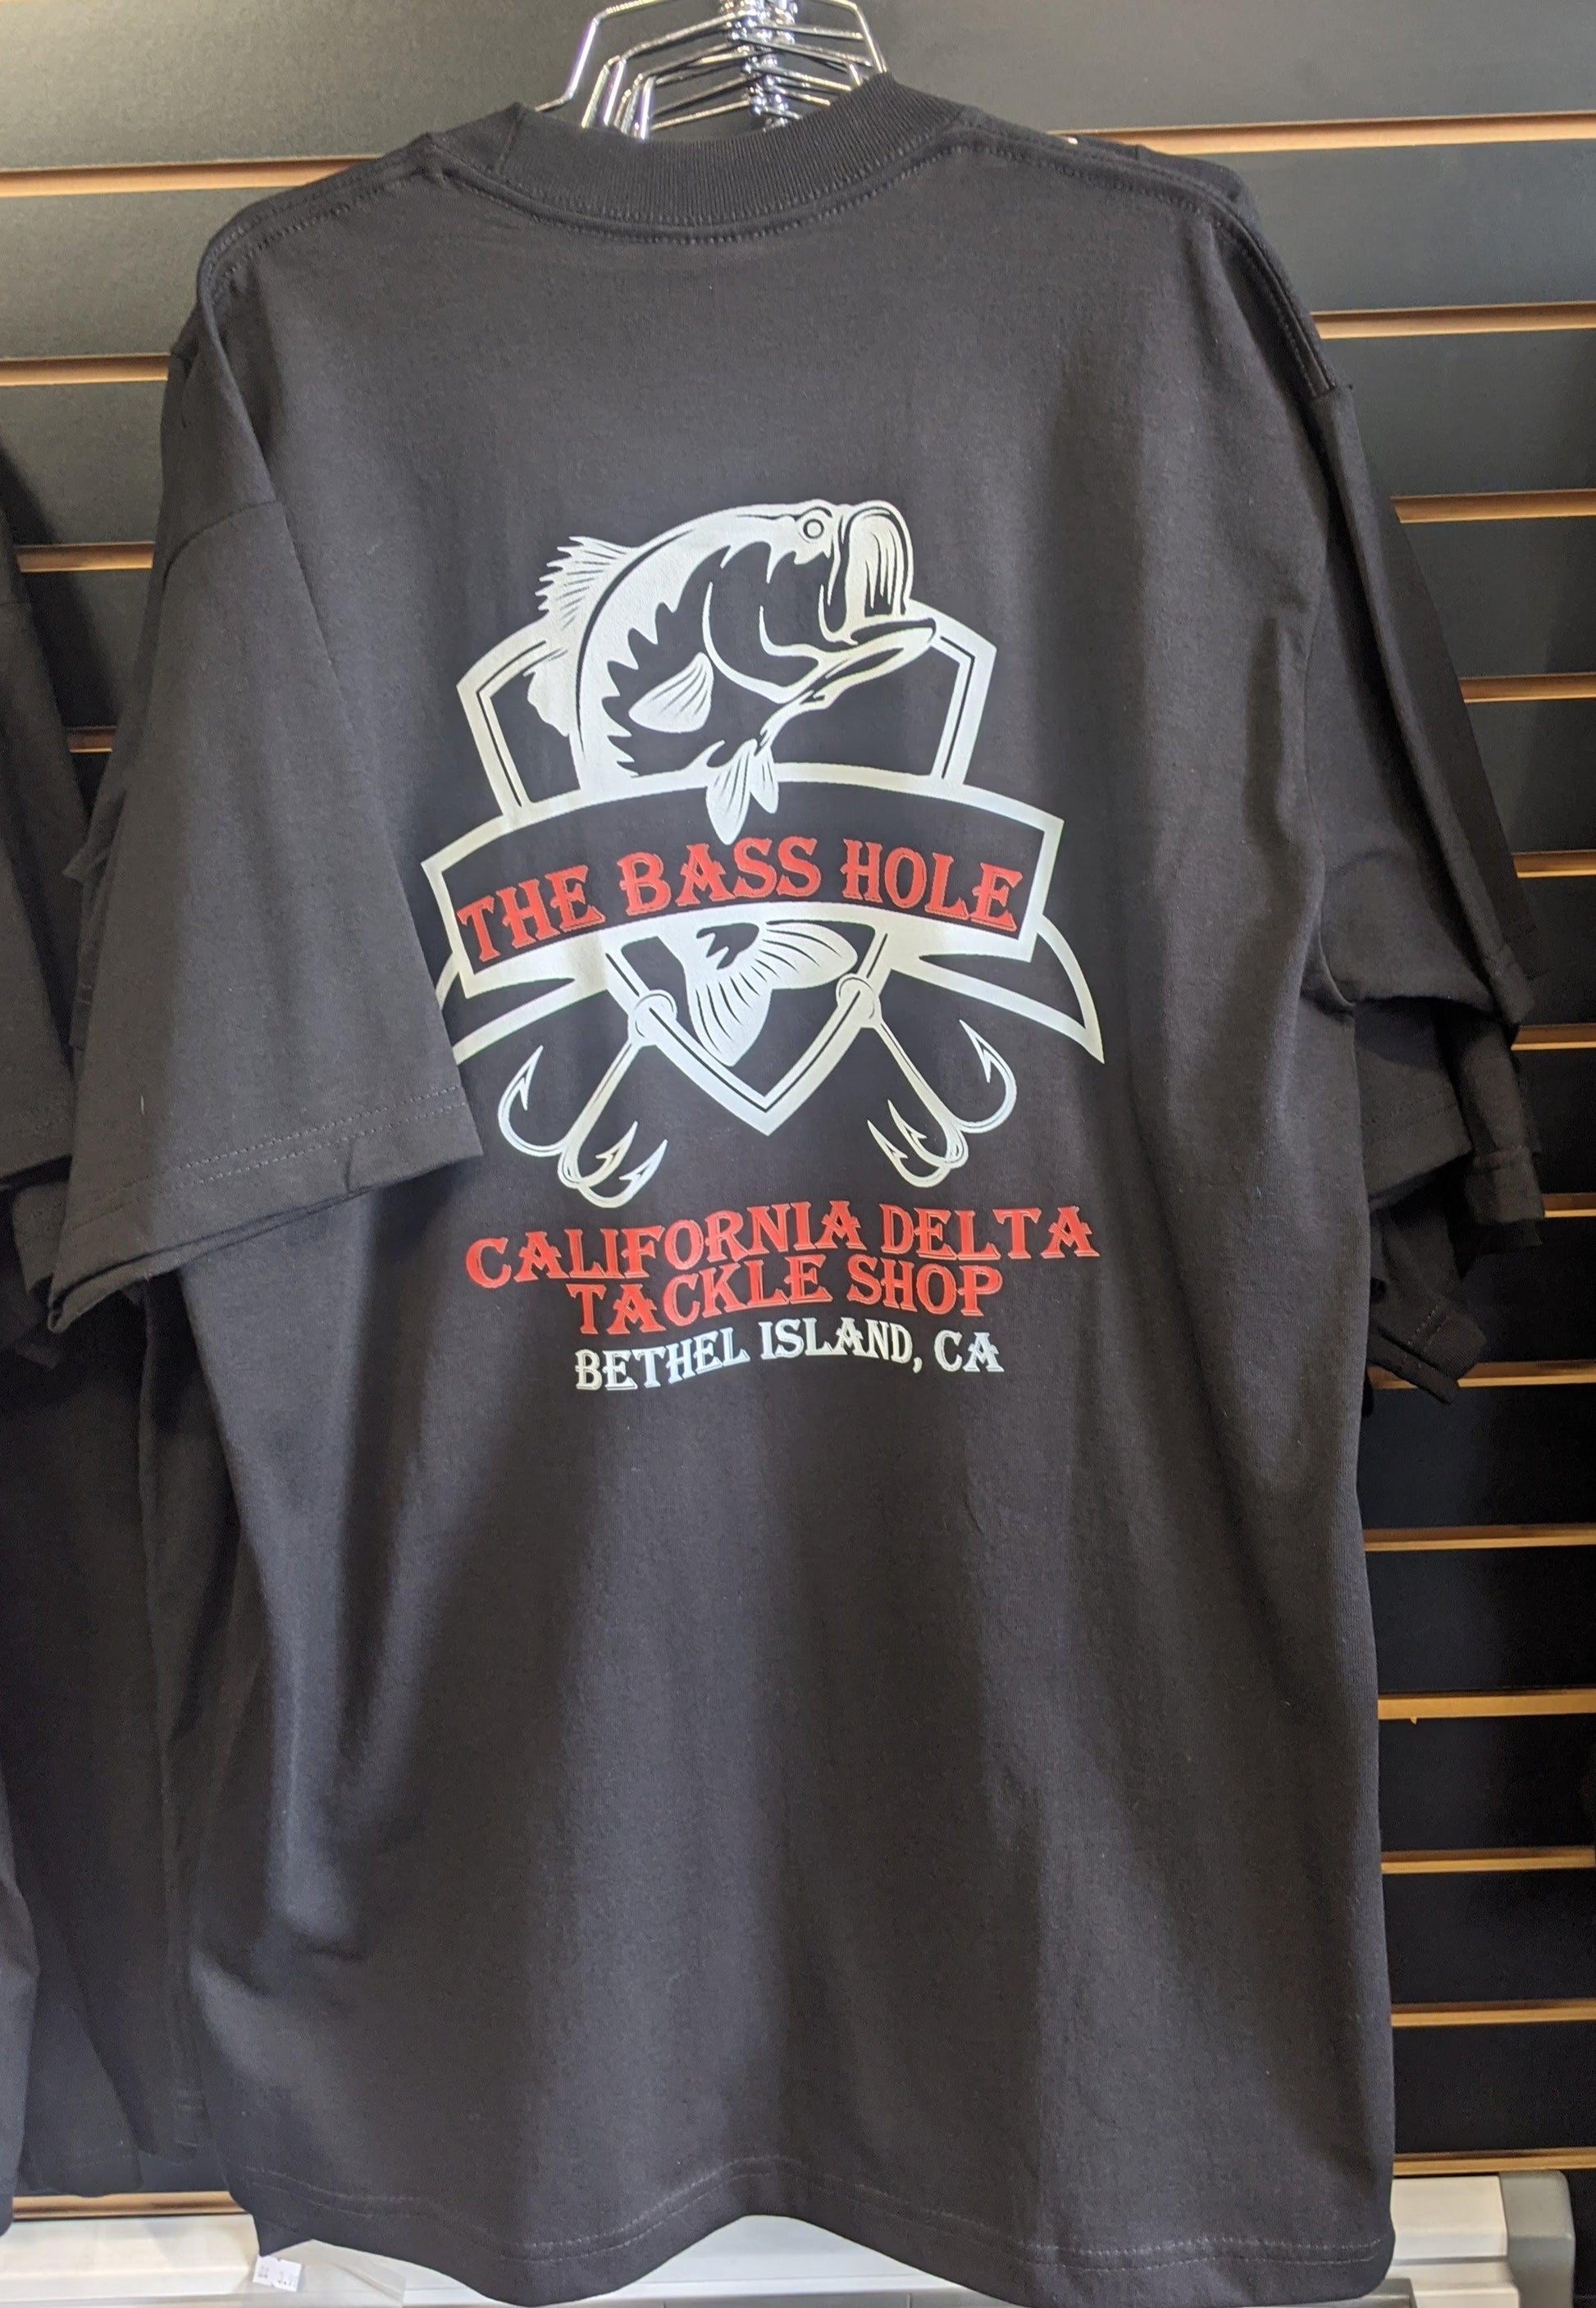 THE BASS HOLE
CALIFORNIA DELTA
TACKLE SHOP
BETHEL ISLAND, CA